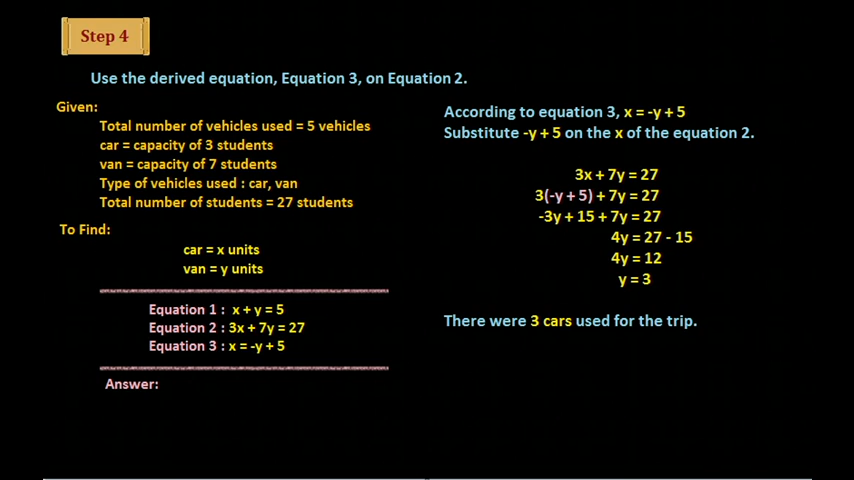 Step 4
Use the derived equation, Equation 3, on Equation 2.
Given:
Total number of vehicles used = 5 vehicles
car = capacity of 3 students
van = capacity of 7 students
Type of vehicles used : car, van
Total number of students = 27 students
To Find:
car = x units
van = y units
Equation 1 : x + y = 5
Equation 2 : 3x + 7y = 27
Equation 3 : x = -y + 5
Answer:
According to equation 3, x = -y + 5
Substitute -y + 5 on the x of the equation 2.
3x + 7y = 27
3(-y + 5) + 7y = 27
-3y + 15 + 7y = 27
4y = 27 - 15
4y = 12
y = 3
There were 3 cars used for the trip.